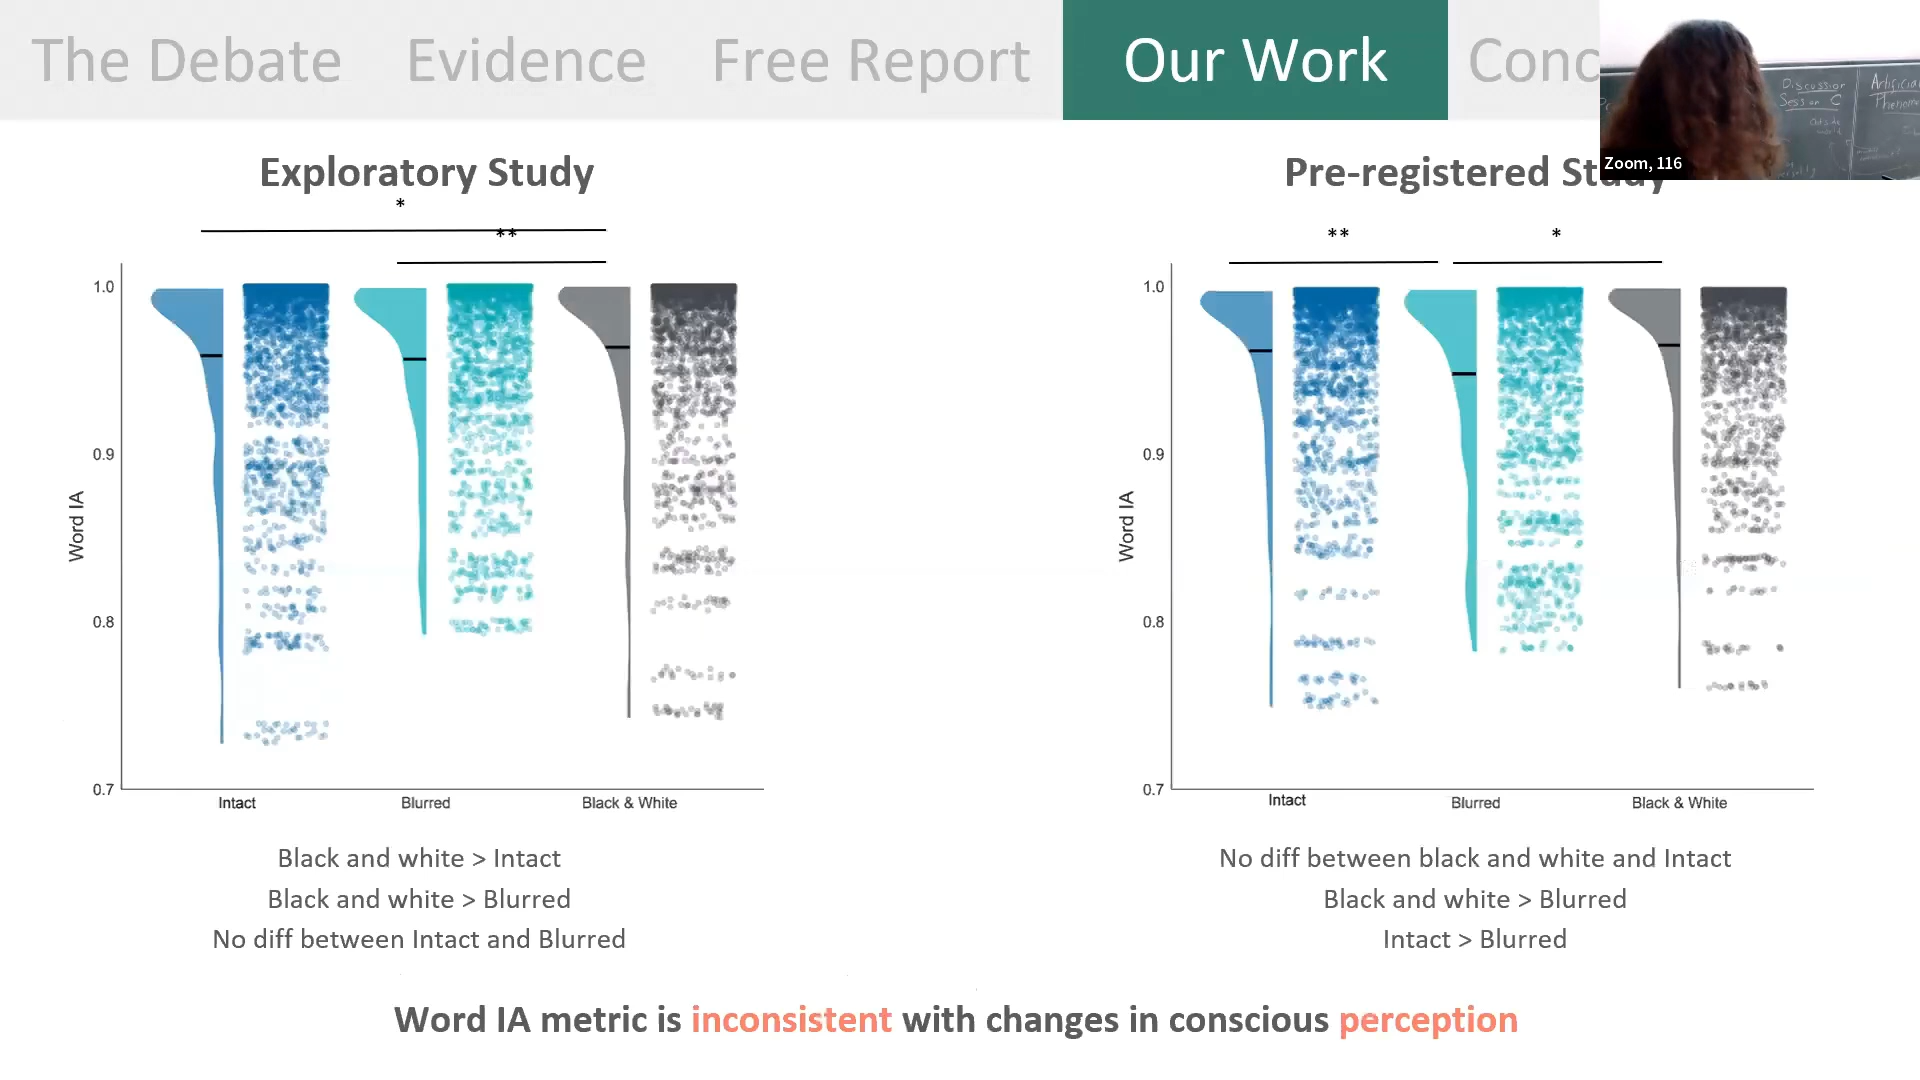 The Debate Evidence Free Report Our Work Conc
Discussion
Session C
Zoom, 116
Exploratory Study
*
**
1.0
0.9
0.8
0.7
Word IA
Intact Blurred Black & White
Black and white > Intact
Black and white > Blurred
No diff between Intact and Blurred
Pre-registered Study
** *
1.0
0.9
0.8
0.7
Word IA
Intact Blurred Black & White
No diff between black and white and Intact
Black and white > Blurred
Intact > Blurred
Word IA metric is inconsistent with changes in conscious perception